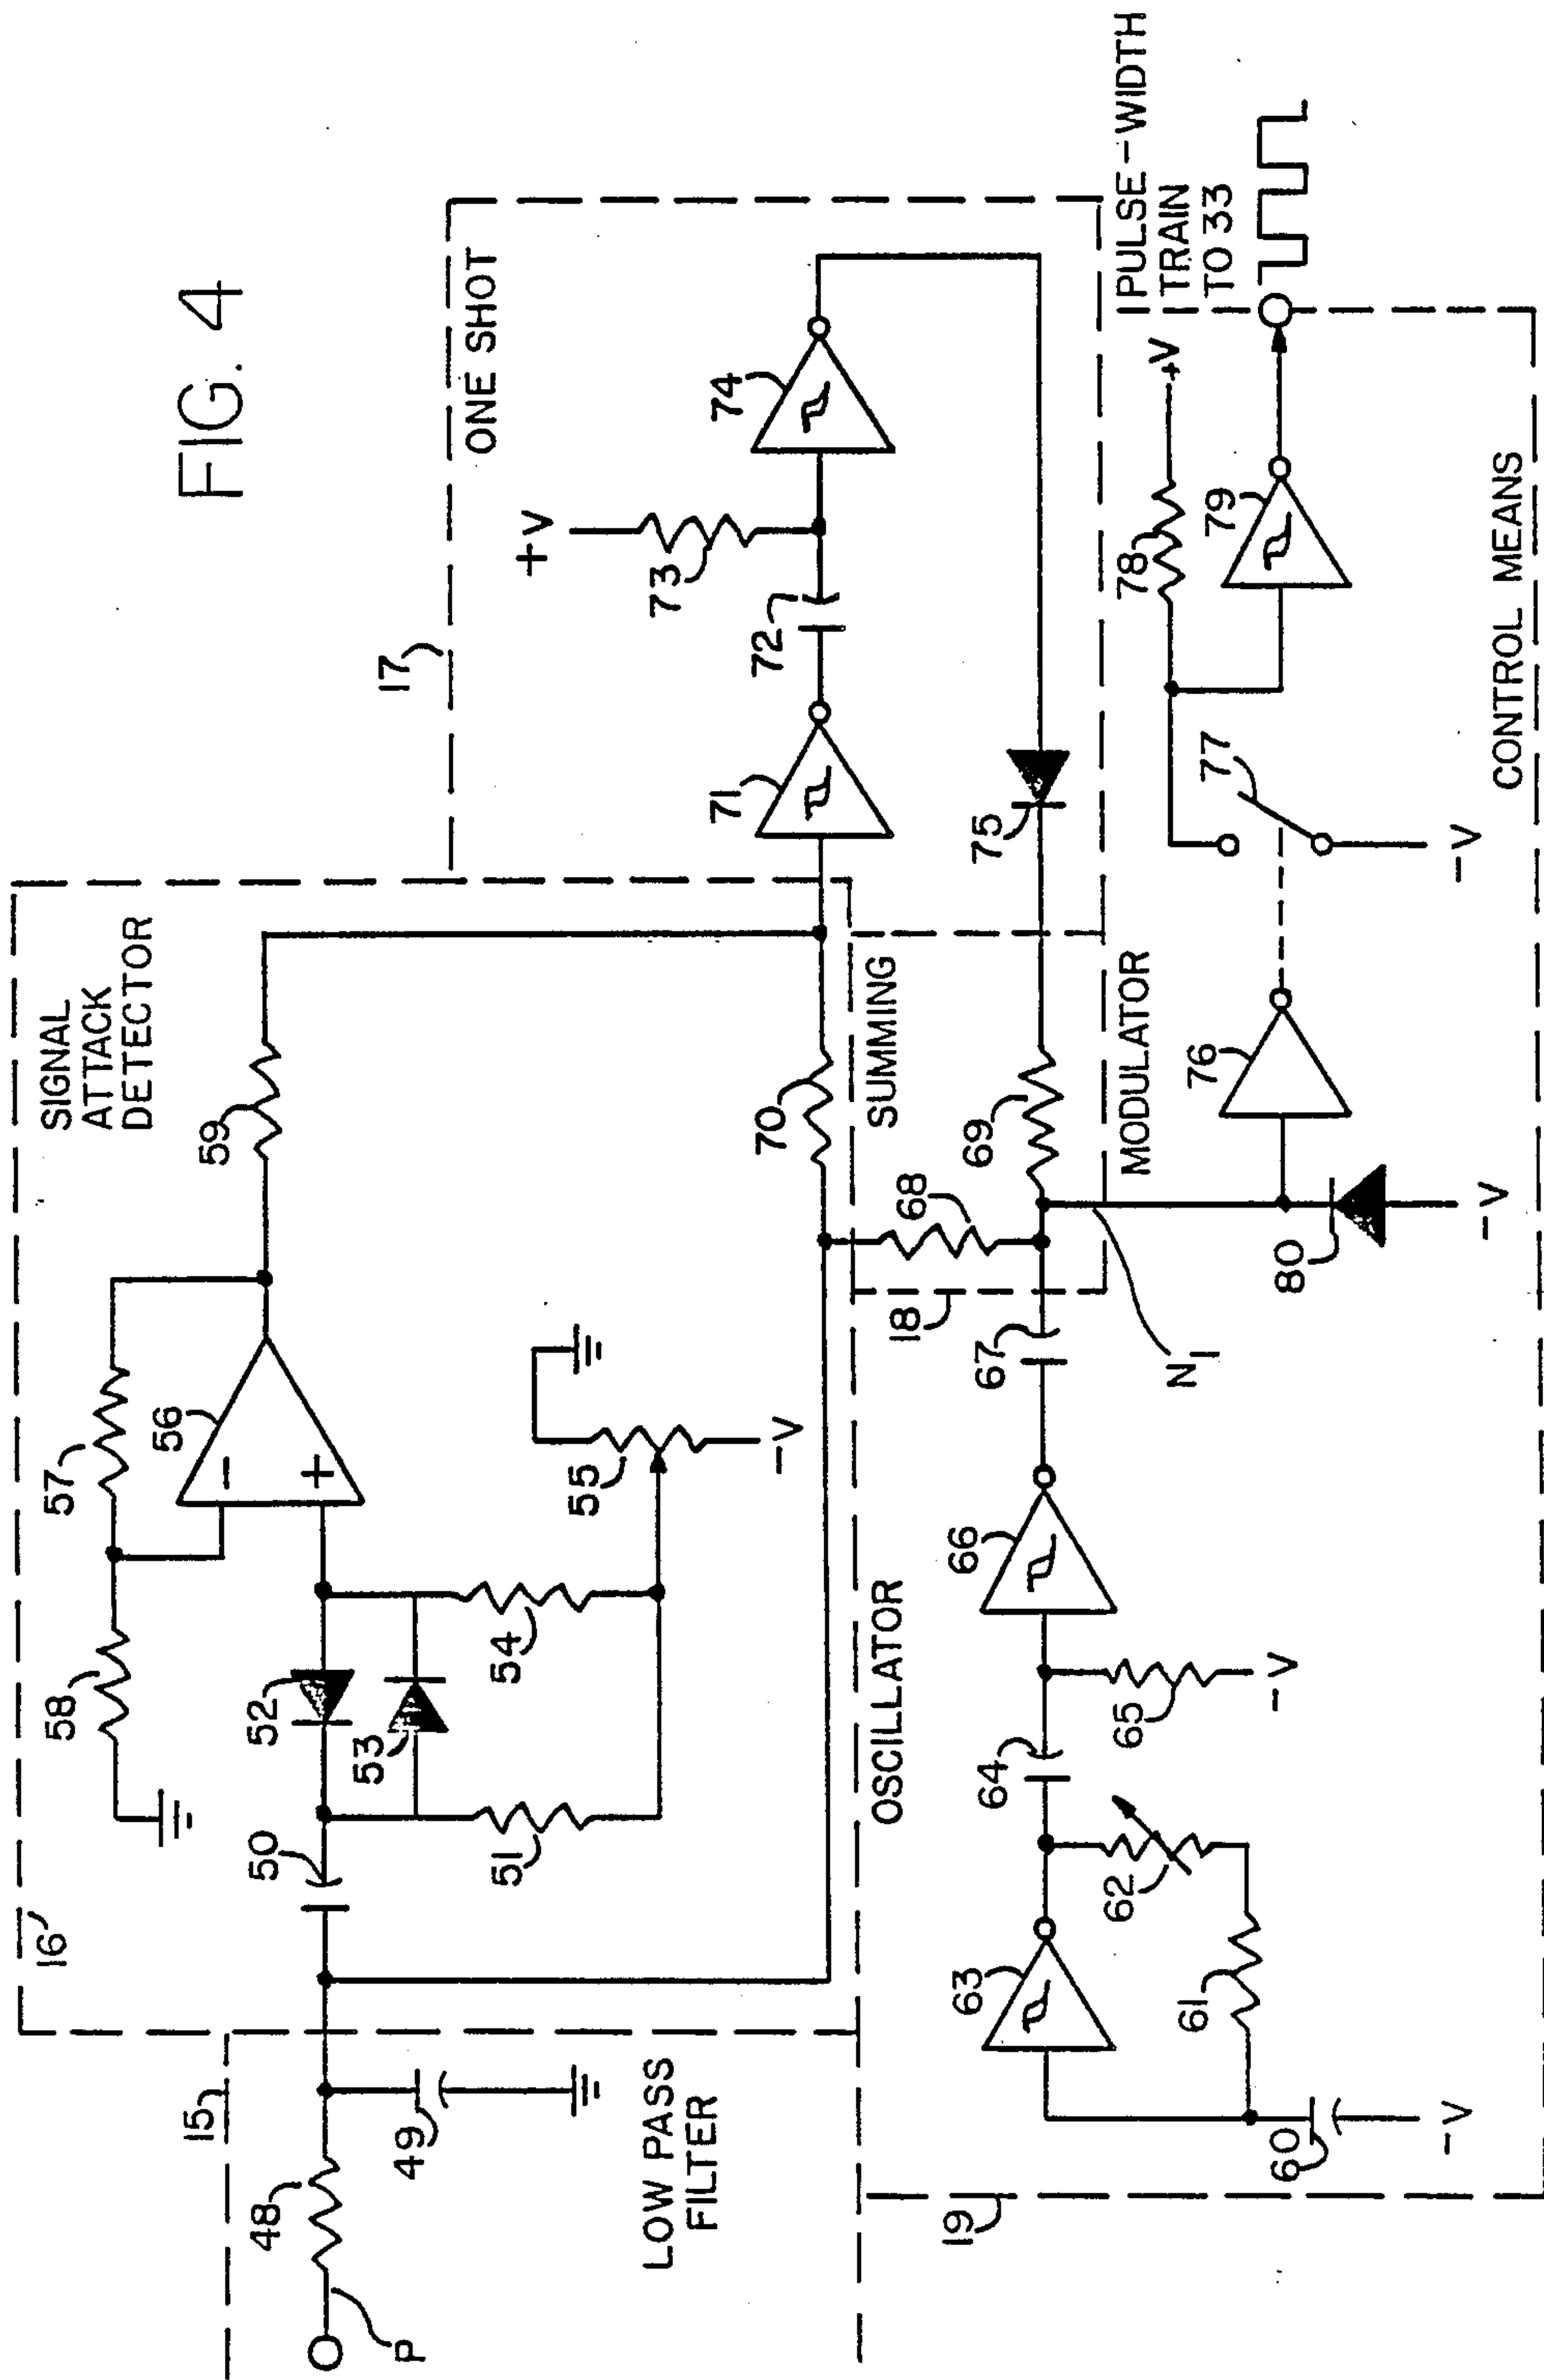 FIG. 4
SIGNAL
ATTACK
DETECTOR
16
58
57
56
-
+
59
50
52
53
51
54
55
-V
15
48
P
49
LOW PASS
FILTER
70
17
ONE SHOT
+V
73
71
72
74
75
SUMMING
18
68
69
MODULATOR
N1
OSCILLATOR
19
63
62
61
60
-V
64
65
-V
66
67
76
80
-V
77
-V
78
+V
79
CONTROL MEANS
PULSE-WIDTH
TRAIN
TO 33